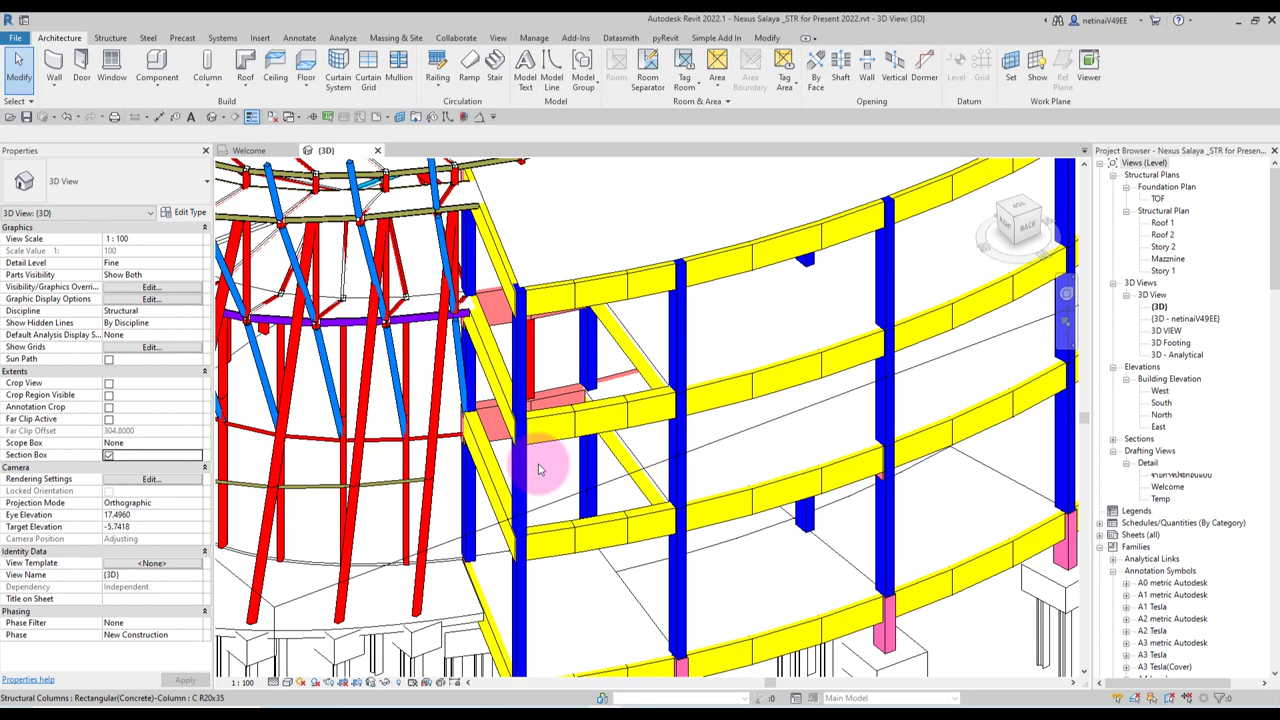 Autodesk Revit 2022.1 - Nexus Salaya _STR for Present 2022.rvt - 3D View: {3D}
netinaiV49EE
File Architecture Structure Steel Precast Systems Insert Annotate Analyze Massing & Site Collaborate View Manage Add-Ins Datasmith pyRevit Simple Add In Modify
Modify Wall Door Window Component Column Roof Ceiling Floor Curtain System Curtain Grid Mullion Railing Ramp Stair Model Text Model Line Model Group Room Room Separator Tag Room Area Area Boundary Tag Area By Face Shaft Wall Vertical Dormer Level Grid Set Show Ref Plane Viewer
Select Build Circulation Model Room & Area Opening Datum Work Plane
Properties
Welcome
{3D}
Project Browser - Nexus Salaya _STR for Present...
3D View
3D View: {3D}
Edit Type
Graphics
View Scale 1 : 100
Scale Value 1: 100
Detail Level Fine
Parts Visibility Show Both
Visibility/Graphics Overri... Edit...
Graphic Display Options Edit...
Discipline Structural
Show Hidden Lines By Discipline
Default Analysis Display S... None
Show Grids Edit...
Sun Path
Extents
Crop View
Crop Region Visible
Annotation Crop
Far Clip Active
Far Clip Offset 304.8000
Scope Box None
Section Box
Camera
Rendering Settings Edit...
Locked Orientation
Projection Mode Orthographic
Eye Elevation 17.4960
Target Elevation -5.7418
Camera Position Adjusting
Identity Data
View Template <None>
View Name {3D}
Dependency Independent
Title on Sheet
Phasing
Phase Filter None
Phase New Construction
Properties help
Apply
TOP
BACK
Views (Level)
Structural Plans
Foundation Plan
TOF
Structural Plan
Roof 1
Roof 2
Story 2
Mazznine
Story 1
3D Views
3D View
{3D}
{3D - netinaiV49EE}
3D VIEW
3D Footing
3D - Analytical
Elevations
Building Elevation
West
South
North
East
Sections
Drafting Views
Detail
Welcome
Temp
Legends
Schedules/Quantities (By Category)
Sheets (all)
Families
Analytical Links
Annotation Symbols
A0 metric Autodesk
A1 metric Autodesk
A1 Tesla
A2 metric Autodesk
A2 Tesla
A3 metric Autodesk
A3 Tesla
A3 Tesla(Cover)
1 : 100
Structural Columns : Rectangular(Concrete)-Column : C R20x35
:0
Main Model
:0